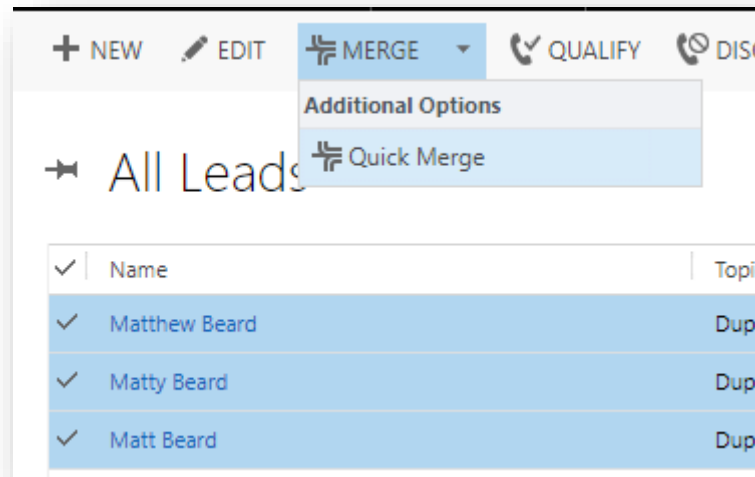 NEW EDIT MERGE QUALIFY
Additional Options
Quick Merge
All Leads
Name
Matthew Beard
Matty Beard
Matt Beard